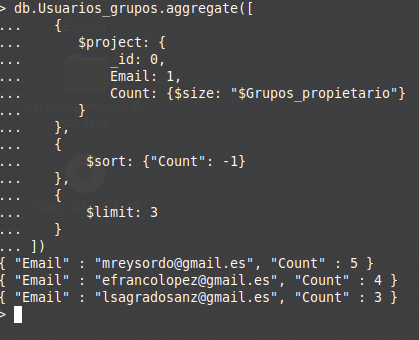 > db.Usuarios_grupos.aggregate([
... {
... $project: {
... _id: 0,
... Email: 1,
... Count: {$size: "$Grupos_propietario"}
... }
... },
... {
... $sort: {"Count": -1}
... },
... {
... $limit: 3
... }
... ])
{ "Email" : "mreysordo@gmail.es", "Count" : 5 }
{ "Email" : "efrancolopez@gmail.es", "Count" : 4 }
{ "Email" : "lsagradosanz@gmail.es", "Count" : 3 }
>